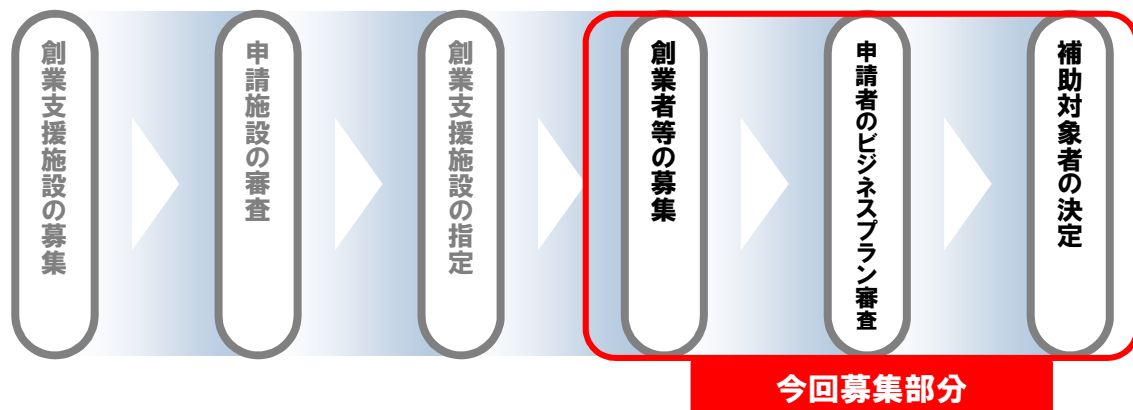 創業支援施設の募集
申請施設の審査
創業支援施設の指定
創業者等の募集
申請者のビジネスプラン審査
補助対象者の決定
今回募集部分